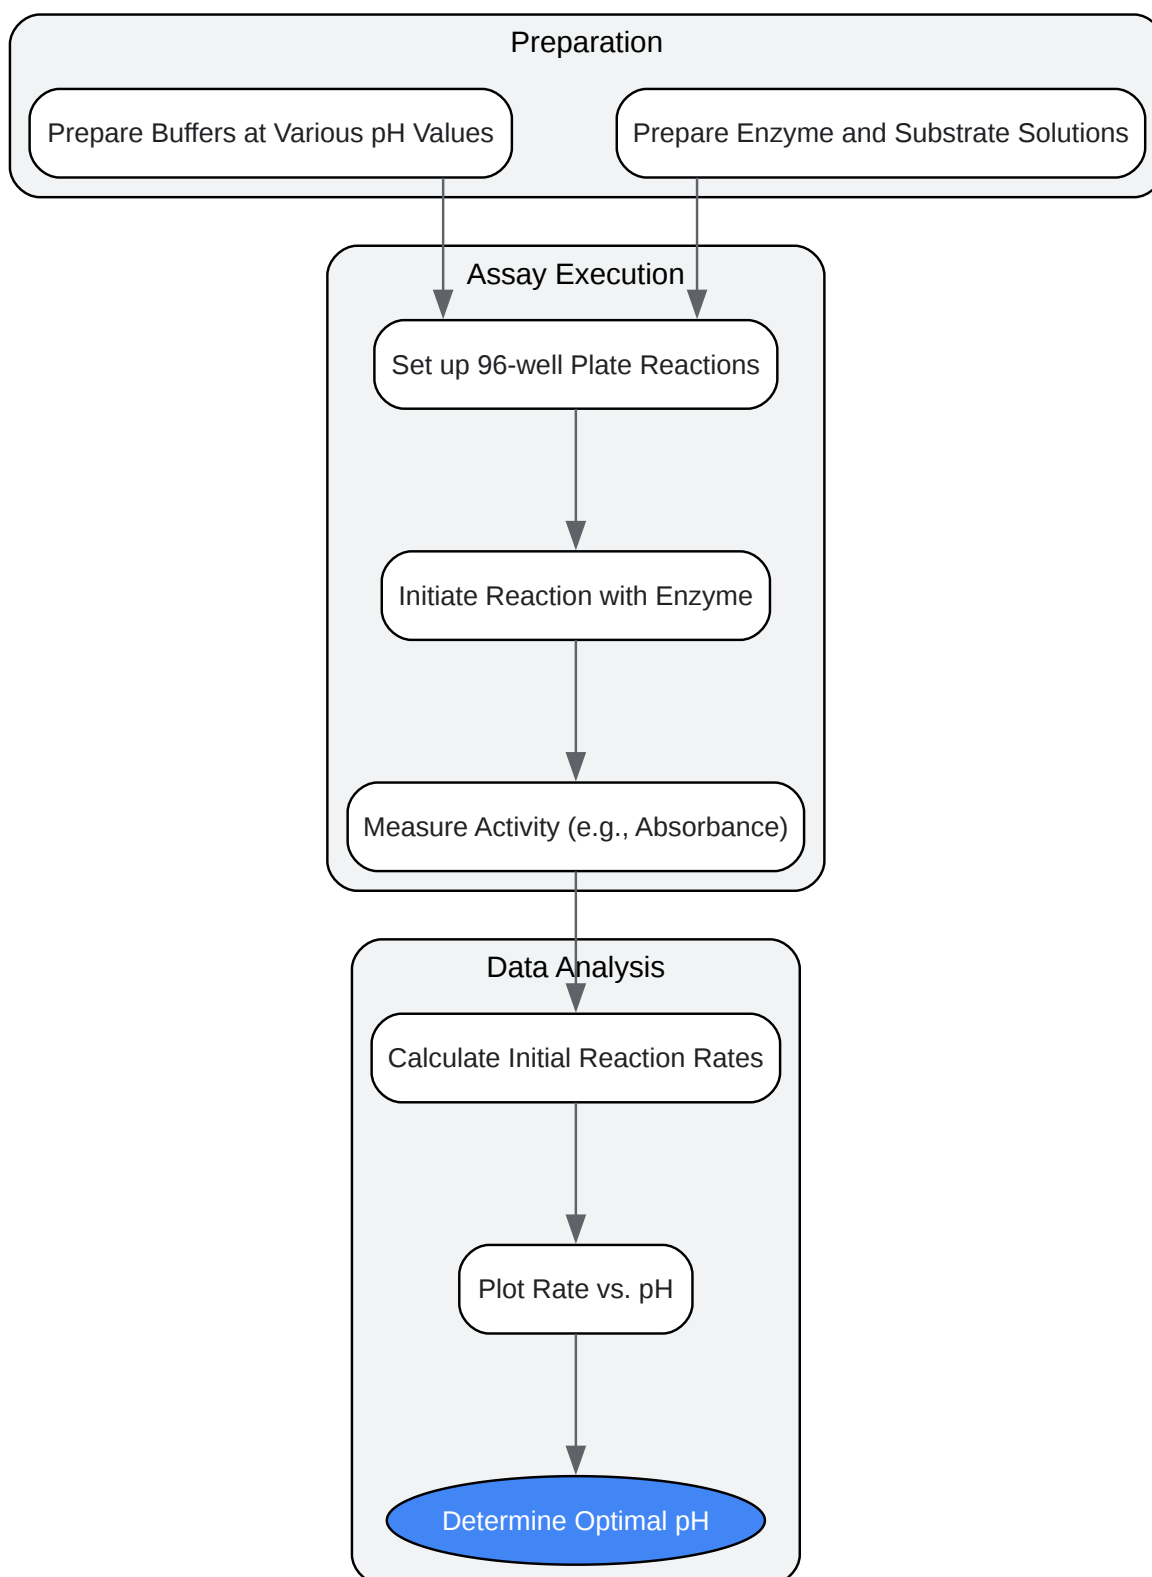 Preparation
Prepare Buffers at Various pH Values
Prepare Enzyme and Substrate Solutions
Assay Execution
Set up 96-well Plate Reactions
Initiate Reaction with Enzyme
Measure Activity (e.g., Absorbance)
Data Analysis
Calculate Initial Reaction Rates
Plot Rate vs. pH
Determine Optimal pH